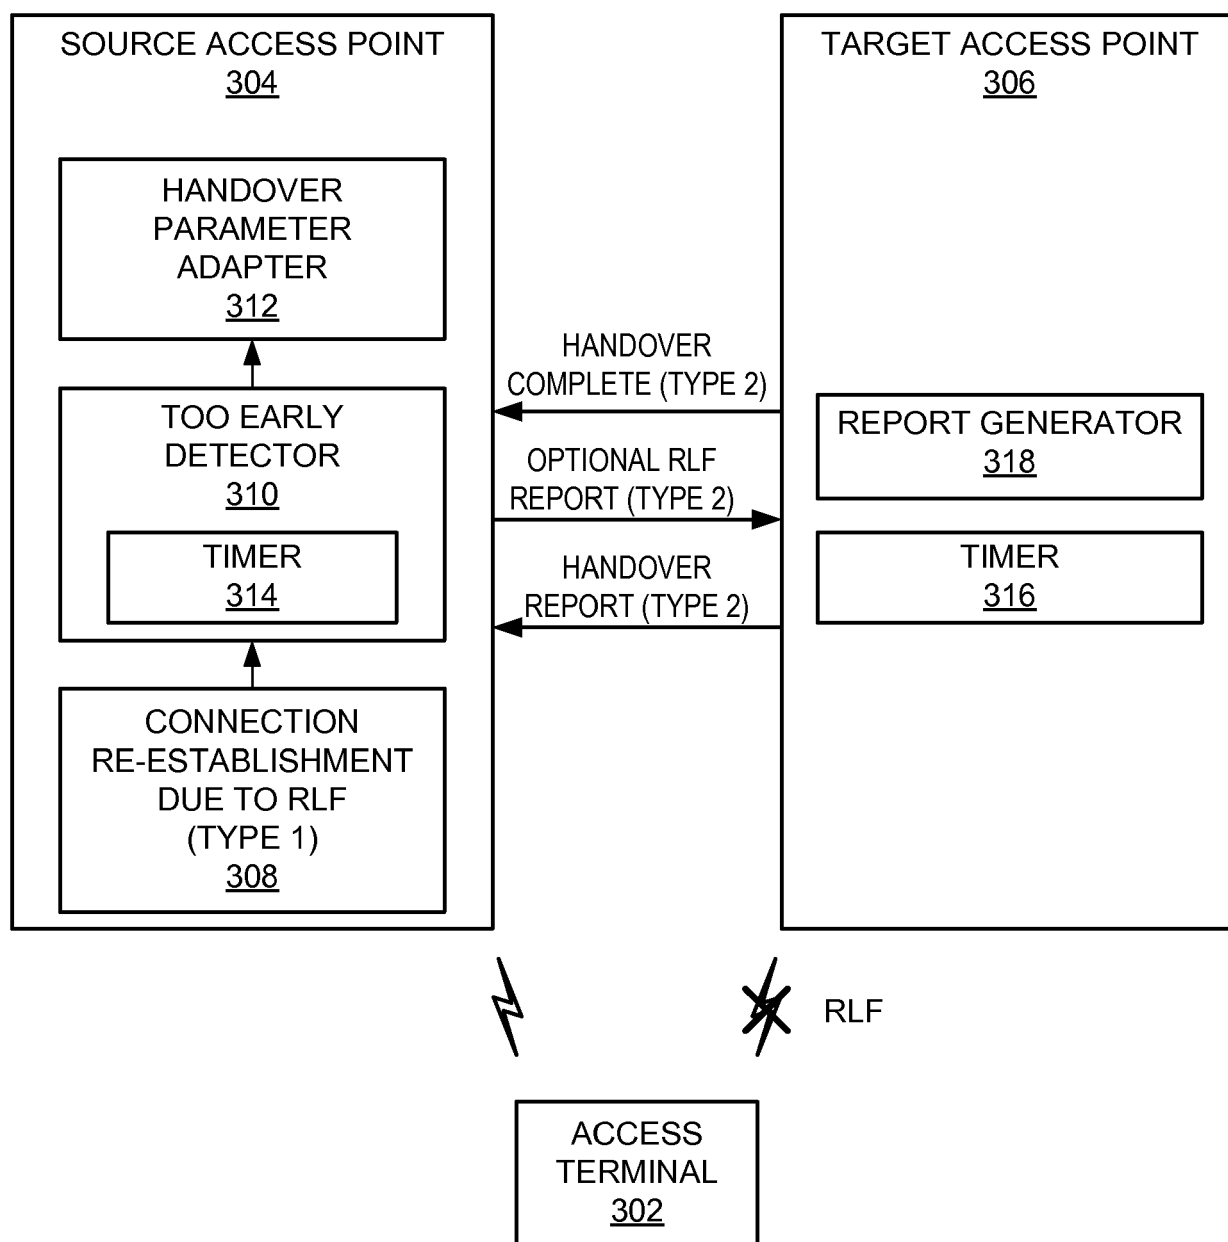 SOURCE ACCESS POINT
304
HANDOVER
PARAMETER
ADAPTER
312
TOO EARLY
DETECTOR
310
TIMER
314
CONNECTION
RE-ESTABLISHMENT
DUE TO RLF
(TYPE 1)
308
HANDOVER
COMPLETE (TYPE 2)
OPTIONAL RLF
REPORT (TYPE 2)
HANDOVER
REPORT (TYPE 2)
TARGET ACCESS POINT
306
REPORT GENERATOR
318
TIMER
316
RLF
ACCESS
TERMINAL
302